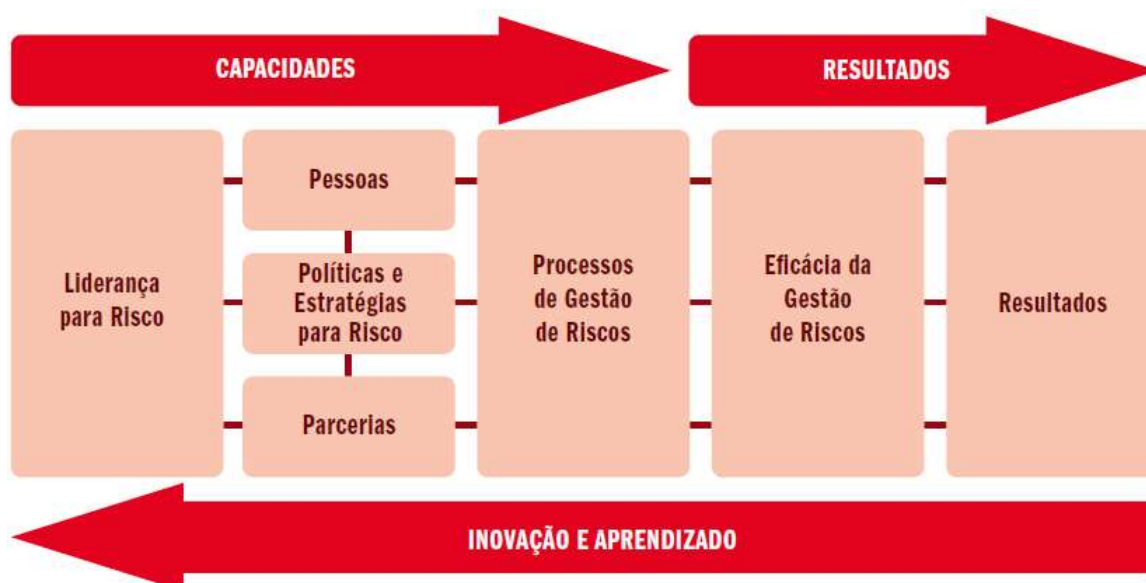 CAPACIDADES
RESULTADOS
Liderança
para Risco
Pessoas
Políticas e
Estratégias
para Risco
Parcerias
Processos
de Gestão
de Riscos
Eficácia da
Gestão
de Riscos
Resultados
INOVAÇÃO E APRENDIZADO